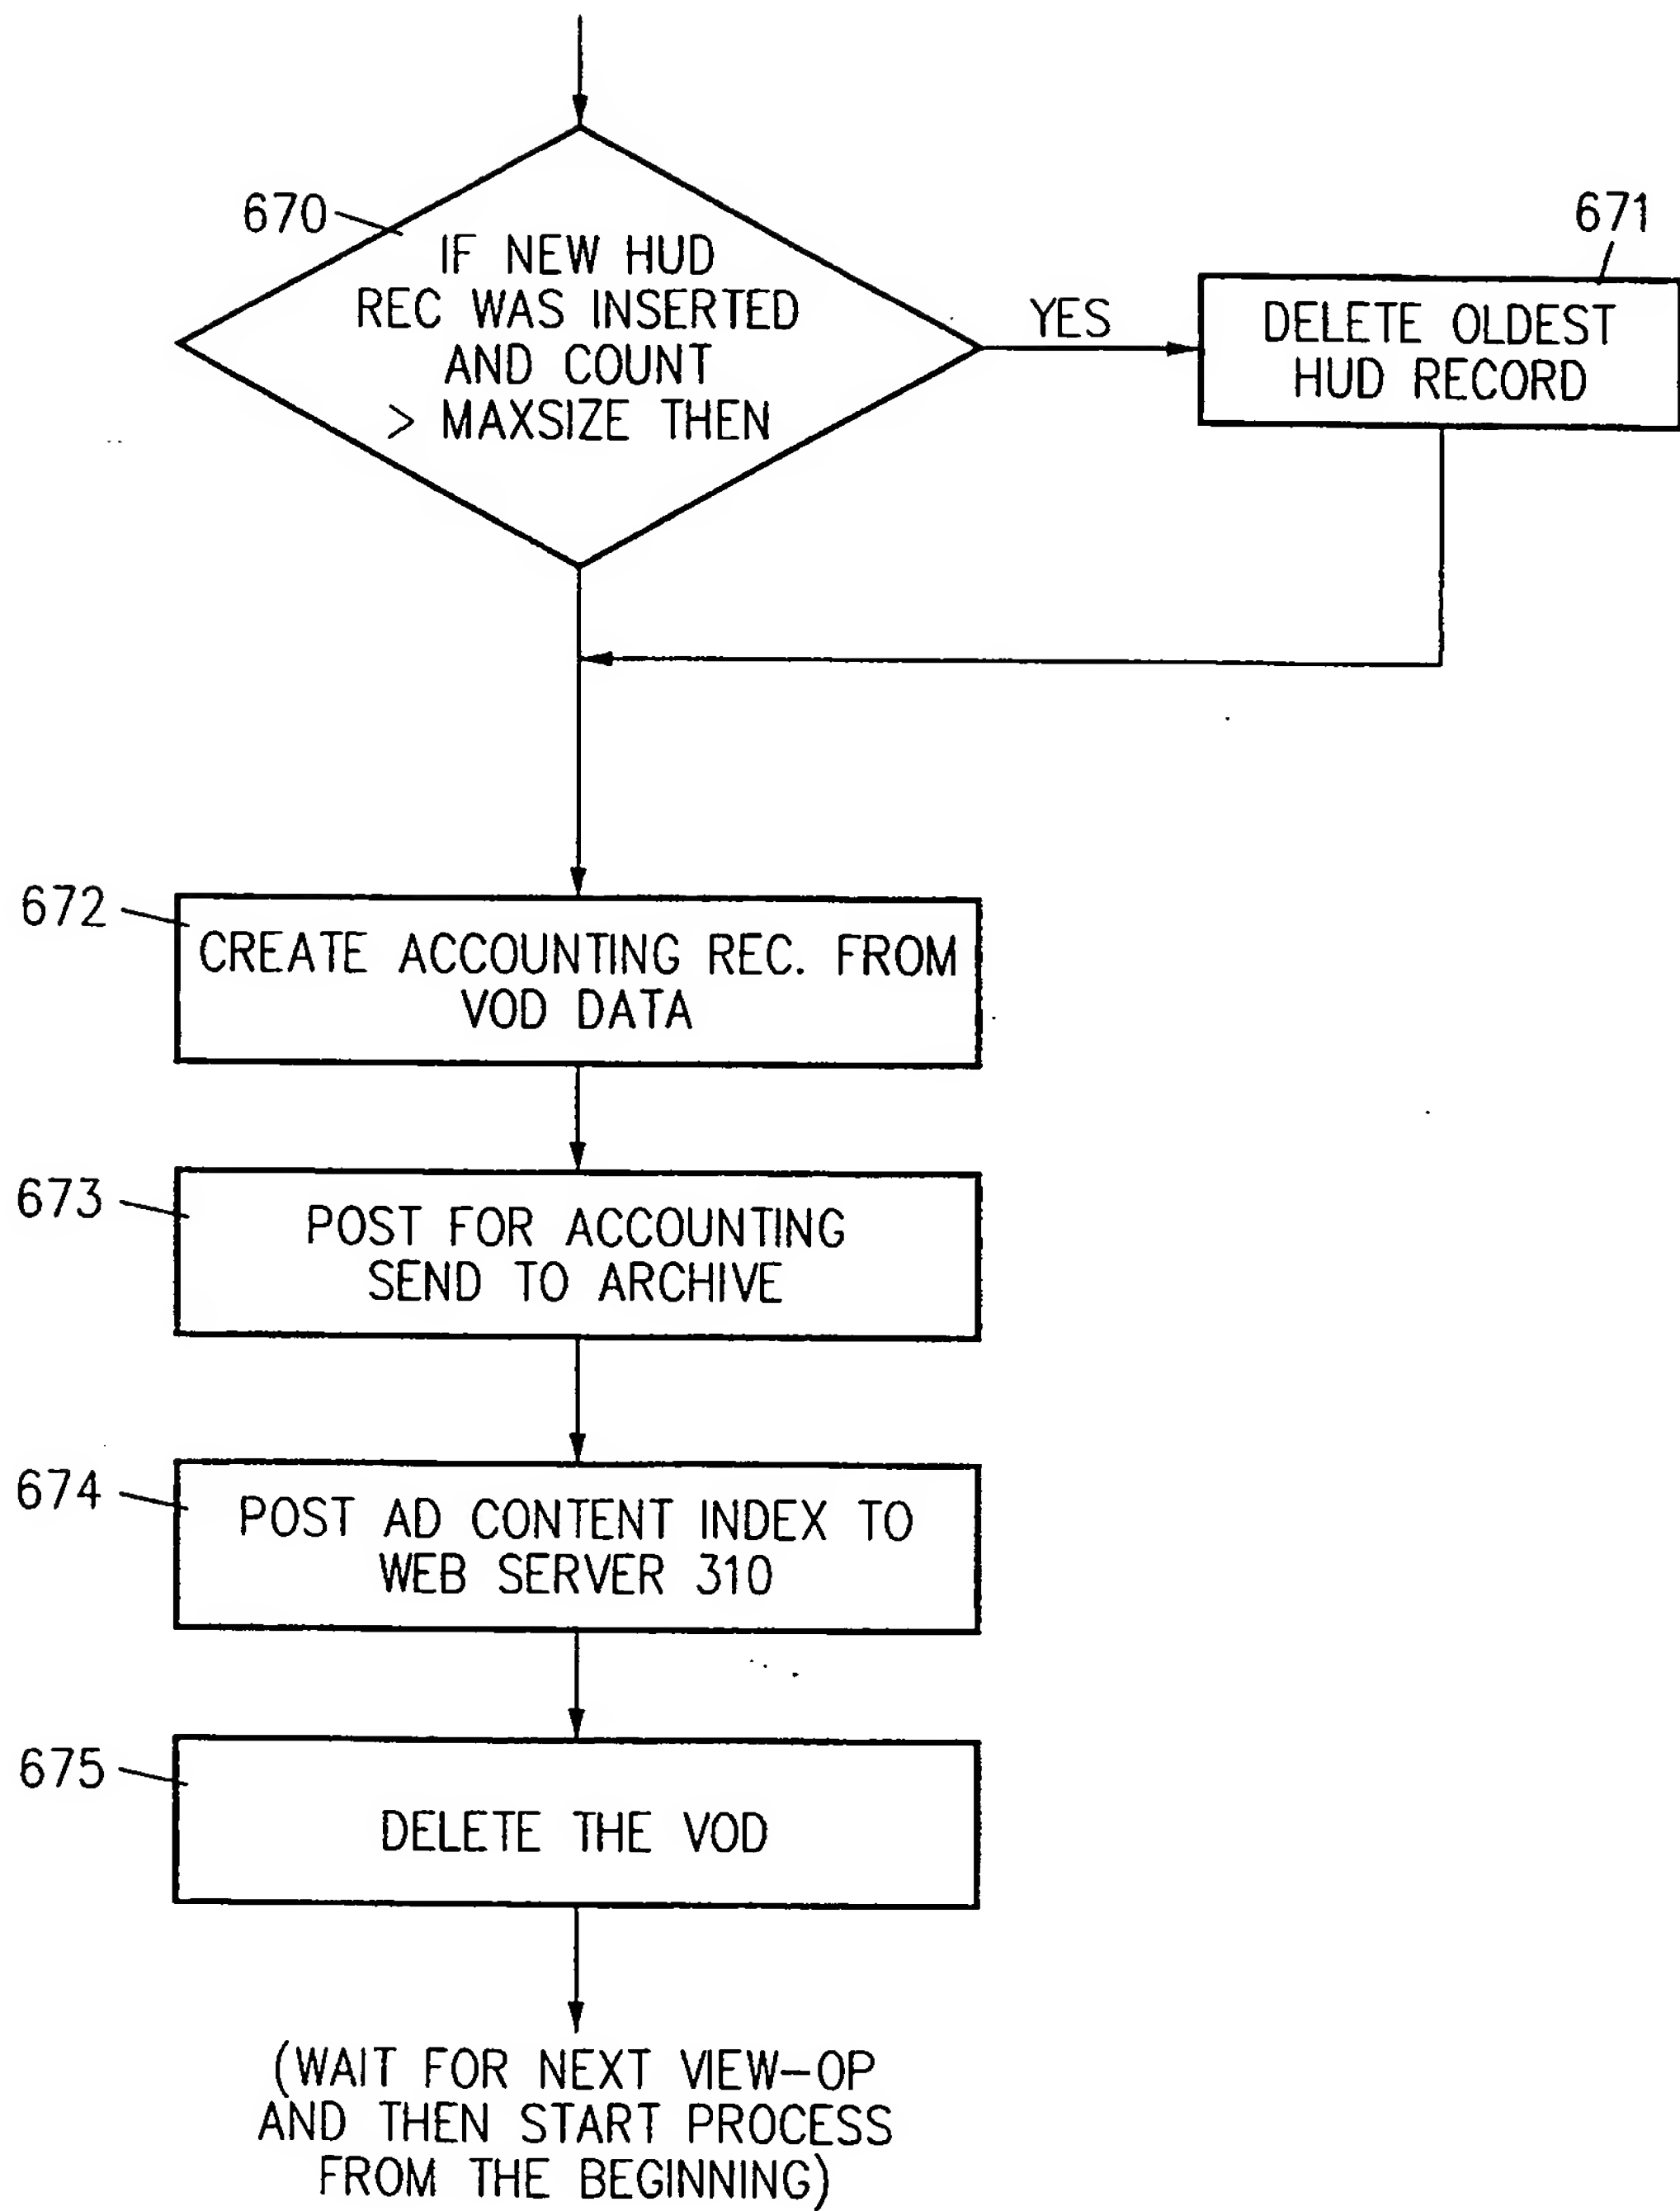 670
IF NEW HUD
REC WAS INSERTED
AND COUNT
> MAXSIZE THEN
YES
671
DELETE OLDEST
HUD RECORD
672
CREATE ACCOUNTING REC. FROM
VOD DATA
673
POST FOR ACCOUNTING
SEND TO ARCHIVE
674
POST AD CONTENT INDEX TO
WEB SERVER 310
675
DELETE THE VOD
(WAIT FOR NEXT VIEW-OP
AND THEN START PROCESS
FROM THE BEGINNING)